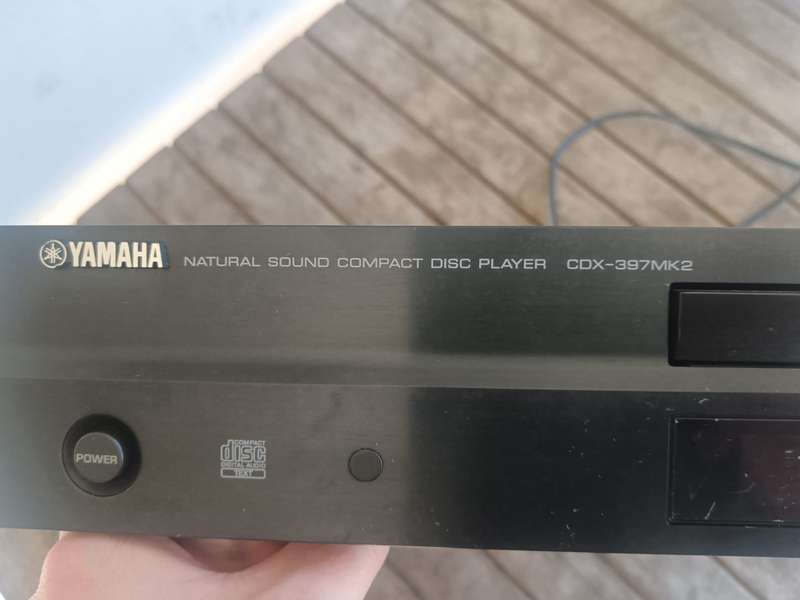 YAMAHA NATURAL SOUND COMPACT DISC PLAYER CDX-397MK2
POWER
COMPACT
disc
DIGITAL AUDIO
TEXT